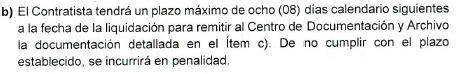 b) El Contratista tendrá un plazo máximo de ocho (08) días calendario siguientes
a la fecha de la liquidación para remitir al Centro de Documentación y Archivo
la documentación detallada en el Ítem c). De no cumplir con el plazo
establecido, se incurrirá en penalidad.